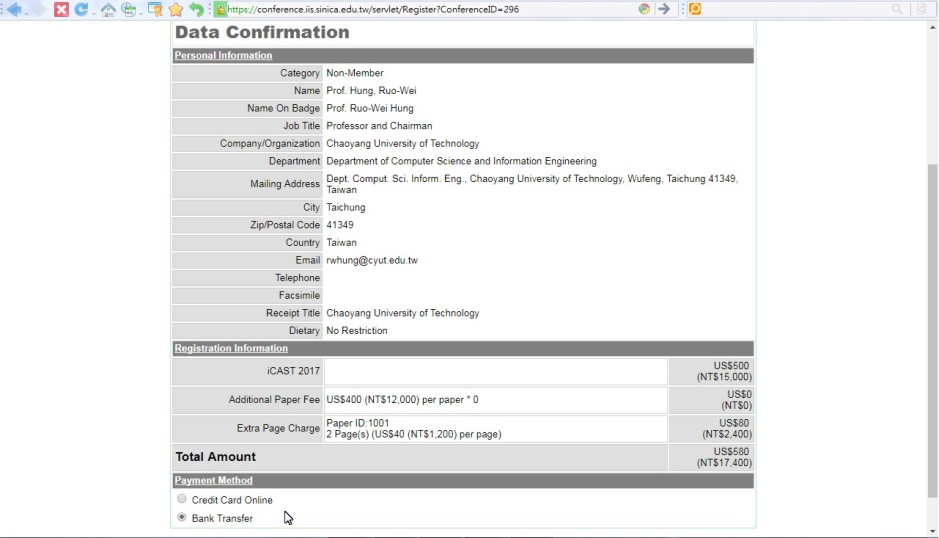 https://conference.iis.sinica.edu.tw/servlet/Register?ConferenceID=296
Data Confirmation
Personal Information
Category Non-Member
Name Prof. Hung, Ruo-Wei
Name On Badge Prof. Ruo-Wei Hung
Job Title Professor and Chairman
Company/Organization Chaoyang University of Technology
Department Department of Computer Science and Information Engineering
Mailing Address Dept. Comput. Sci. Inform. Eng., Chaoyang University of Technology, Wufeng, Taichung 41349,
Taiwan
City Taichung
Zip/Postal Code 41349
Country Taiwan
Email rwhung@cyut.edu.tw
Telephone
Facsimile
Receipt Title Chaoyang University of Technology
Dietary No Restriction
Registration Information
iCAST 2017 US$500
(NT$15,000)
Additional Paper Fee US$400 (NT$12,000) per paper * 0 US$0
(NT$0)
Extra Page Charge Paper ID:1001 US$80
2 Page(s) (US$40 (NT$1,200) per page) (NT$2,400)
Total Amount US$580
(NT$17,400)
Payment Method
Credit Card Online
Bank Transfer